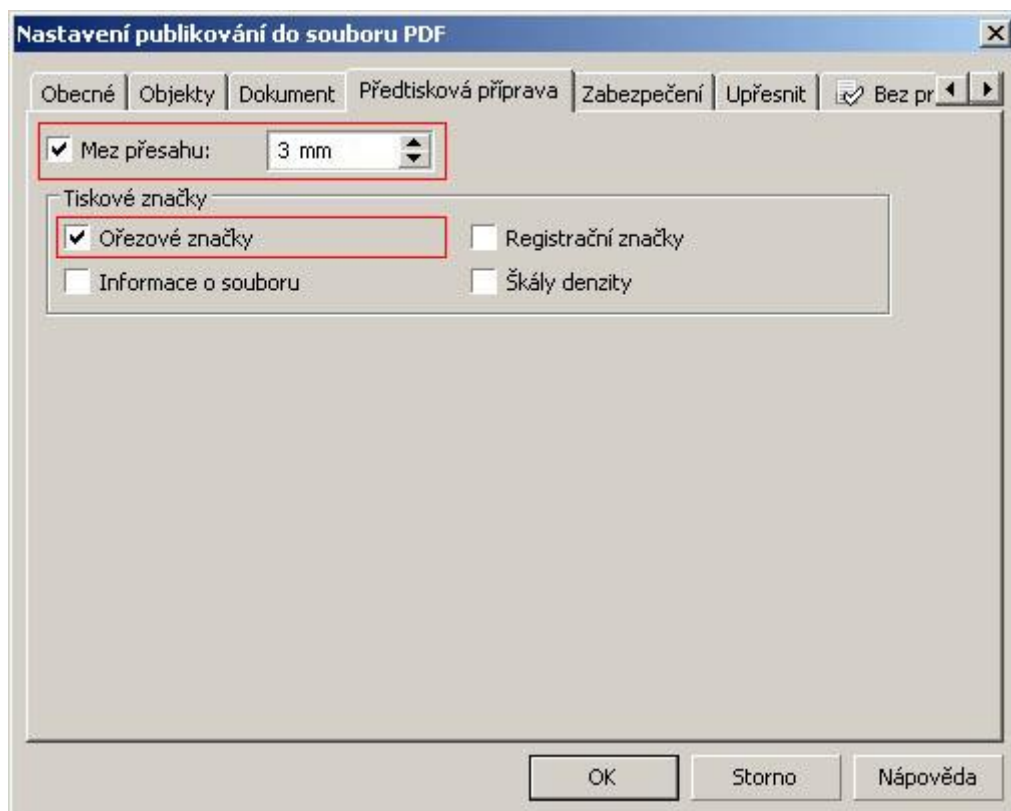 Nastavení publikování do souboru PDF
Obecné Objekty Dokument Předtisková příprava Zabezpečení Upřesnit Bez pr
Mez přesahu: 3 mm
Tiskové značky
Ořezové značky Registrační značky
Informace o souboru Škály denzity
OK Storno Nápověda